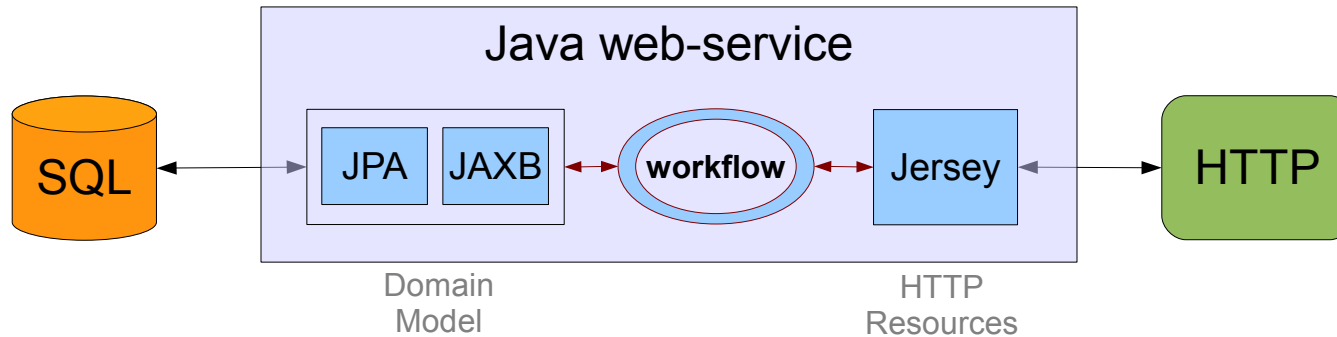 Java web-service
SQL
JPA
JAXB
workflow
Jersey
HTTP
Domain
Model
HTTP
Resources